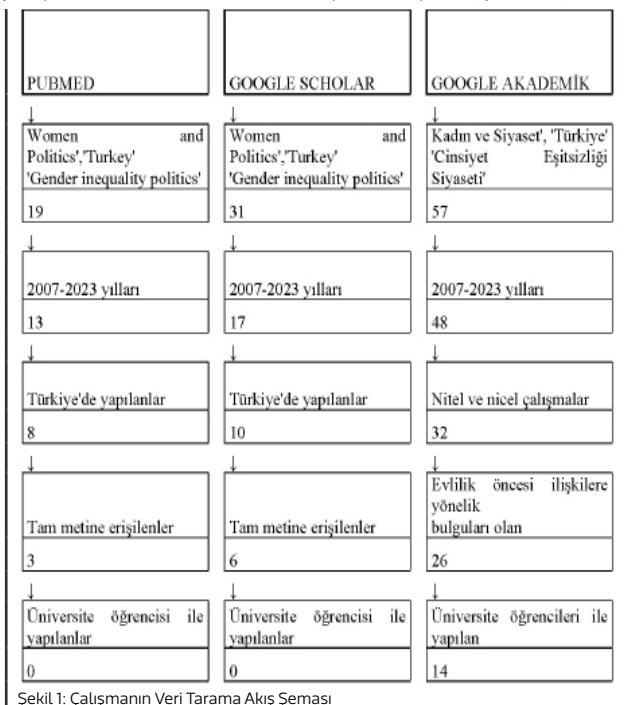 PUBMED
↓
Women and
Politics','Turkey'
'Gender inequality politics'
19
↓
2007-2023 yılları
13
↓
Türkiye'de yapılanlar
8
↓
Tam metine erişilenler
3
↓
Üniversite öğrencisi ile
yapılanlar
0
GOOGLE SCHOLAR
↓
Women and
Politics','Turkey'
'Gender inequality politics'
31
↓
2007-2023 yılları
17
↓
Türkiye'de yapılanlar
10
↓
Tam metine erişilenler
6
↓
Üniversite öğrencisi ile
yapılanlar
0
GOOGLE AKADEMİK
↓
Kadın ve Siyaset', 'Türkiye'
'Cinsiyet Eşitsizliği
Siyaseti'
57
↓
2007-2023 yılları
48
↓
Nitel ve nicel çalışmalar
32
↓
Evlilik öncesi ilişkilere
yönelik
bulguları olan
26
↓
Üniversite öğrencileri ile
yapılan
14
Şekil 1: Çalışmanın Veri Tarama Akış Şeması